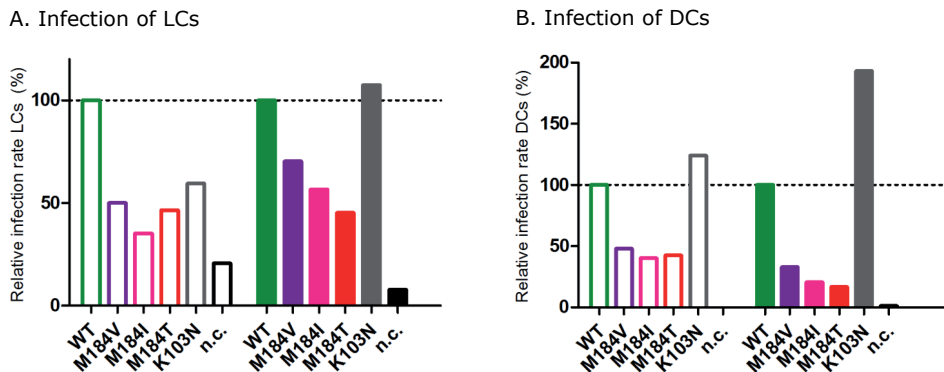 A. Infection of LCs
Relative infection rate LCs (%)
100
50
0
WT
M184V
M184I
M184T
K103N
n.c.
WT
M184V
M184I
M184T
K103N
n.c.
B. Infection of DCs
Relative infection rate DCs (%)
200
150
100
50
0
WT
M184V
M184I
M184T
K103N
n.c.
WT
M184V
M184I
M184T
K103N
n.c.